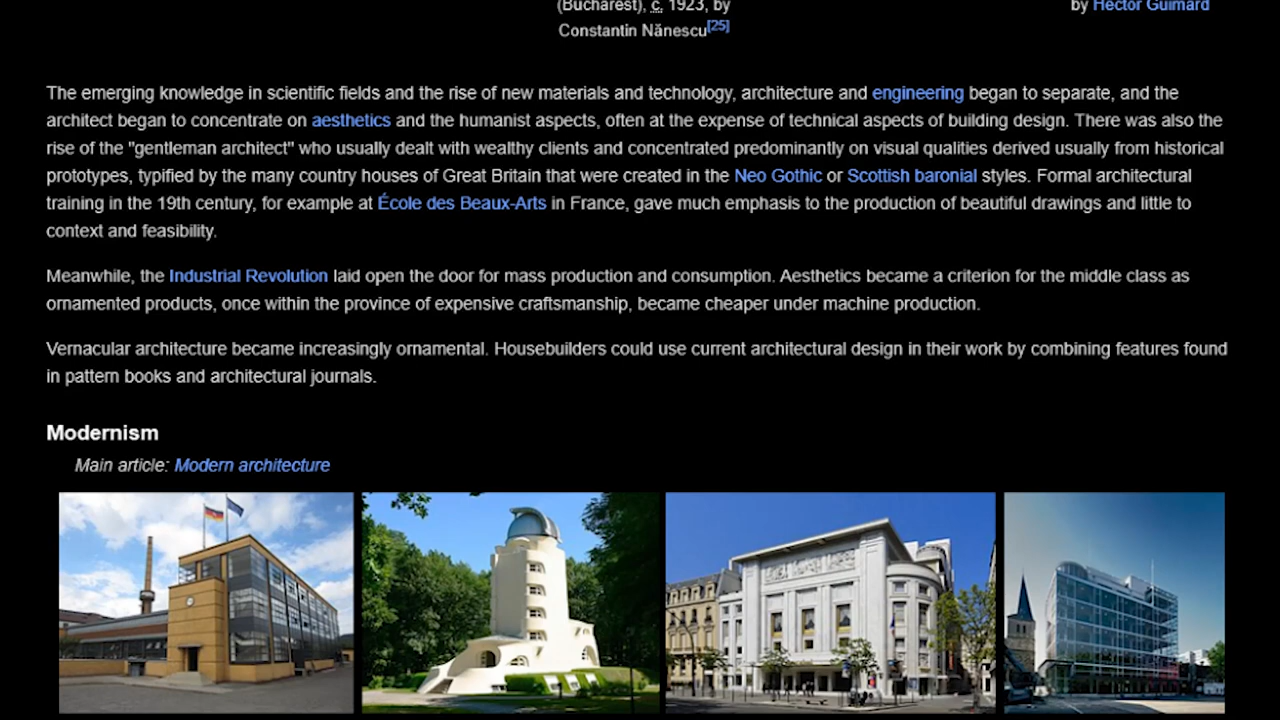 (Bucharest), c. 1923, by
Constantin Nănescu[25]
by Hector Guimard
The emerging knowledge in scientific fields and the rise of new materials and technology, architecture and engineering began to separate, and the
architect began to concentrate on aesthetics and the humanist aspects, often at the expense of technical aspects of building design. There was also the
rise of the "gentleman architect" who usually dealt with wealthy clients and concentrated predominantly on visual qualities derived usually from historical
prototypes, typified by the many country houses of Great Britain that were created in the Neo Gothic or Scottish baronial styles. Formal architectural
training in the 19th century, for example at École des Beaux-Arts in France, gave much emphasis to the production of beautiful drawings and little to
context and feasibility.
Meanwhile, the Industrial Revolution laid open the door for mass production and consumption. Aesthetics became a criterion for the middle class as
ornamented products, once within the province of expensive craftsmanship, became cheaper under machine production.
Vernacular architecture became increasingly ornamental. Housebuilders could use current architectural design in their work by combining features found
in pattern books and architectural journals.
Modernism
Main article: Modern architecture